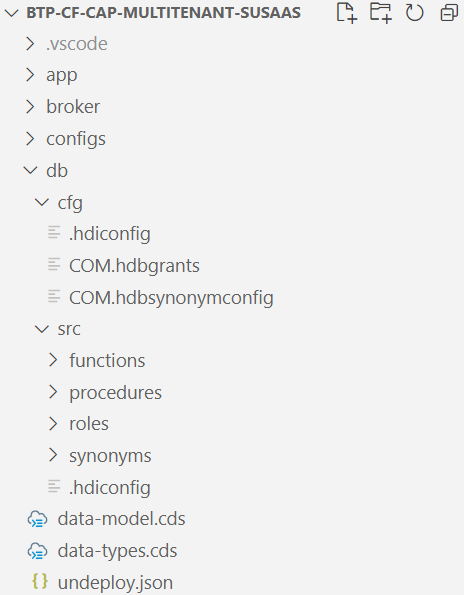 BTP-CF-CAP-MULTITENANT-SUSAAS
.vscode
app
broker
configs
db
cfg
.hdiconfig
COM.hdbgrants
COM.hdbsynonymconfig
src
functions
procedures
roles
synonyms
.hdiconfig
data-model.cds
data-types.cds
undeploy.json